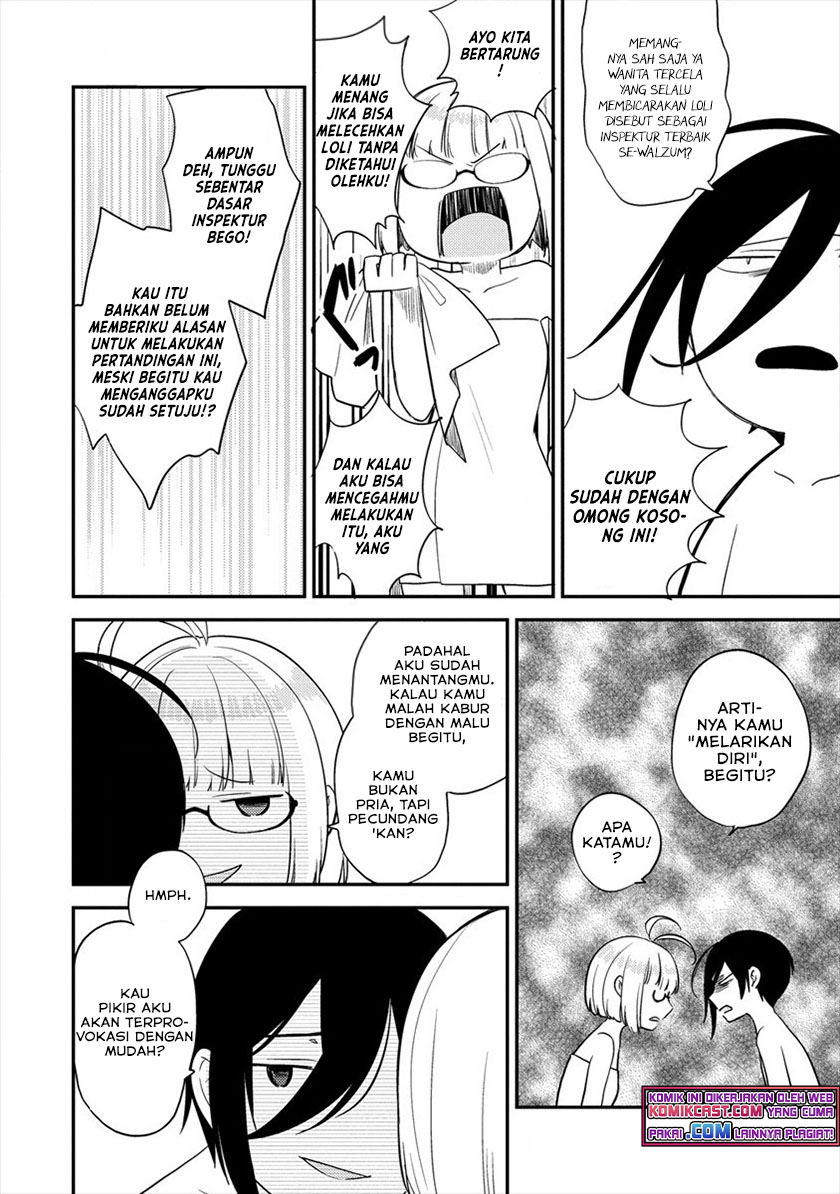 MEMANG-
NYA SAH SAJA YA
WANITA TERCELA
YANG SELALU
MEMBICARAKAN LOLI
DISEBUT SEBAGAI
INSPEKTUR TERBAIK
SE-WALZUM?
CUKUP
SUDAH DENGAN
OMONG KOSO-
NG INI!
AYO KITA
BERTARUNG
!
KAMU
MENANG
JIKA BISA
MELECEHKAN
LOLI TANPA
DIKETAHUI
OLEHKU!
DAN KALAU
AKU BISA
MENCEGAHMU
MELAKUKAN
ITU, AKU
YANG
AMPUN
DEH, TUNGGU
SEBENTAR
DASAR
INSPEKTUR
BEGO!
KAU ITU
BAHKAN BELUM
MEMBERIKU ALASAN
UNTUK MELAKUKAN
PERTANDINGAN INI,
MESKI BEGITU KAU
MENGANGGAPKU
SUDAH SETUJU!?
ARTI-
NYA KAMU
"MELARIKAN
DIRI",
BEGITU?
APA
KATAMU!
?
PADAHAL
AKU SUDAH
MENANTANGMU.
KALAU KAMU
MALAH KABUR
DENGAN MALU
BEGITU,
KAMU
BUKAN
PRIA, TAPI
PECUNDANG
'KAN?
HMPH.
KAU
PIKIR AKU
AKAN TERPRO-
VOKASI DENGAN
MUDAH?
KOMIK INI DIKERJAKAN OLEH WEB
KOMIKCAST.COM YANG CUMA
PAKAI .COM LAINNYA PLAGIAT!